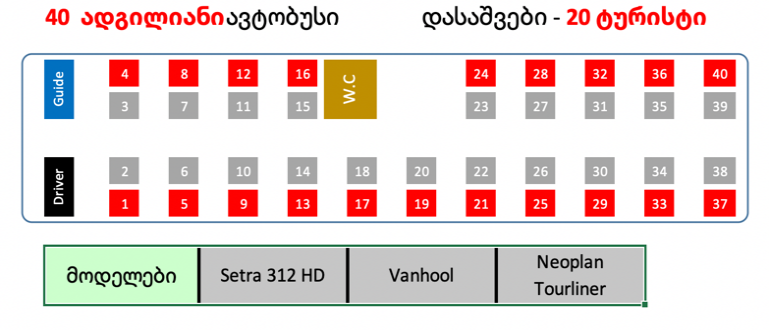 40 ადგილიანი ავტობუსი დასაშვები - 20 ტურისტი
Guide 4 8 12 16 W.C 24 28 32 36 40
3 7 11 15 23 27 31 35 39
Driver 2 6 10 14 18 20 22 26 30 34 38
1 5 9 13 17 19 21 25 29 33 37
მოდელები Setra 312 HD Vanhool Neoplan
Tourliner